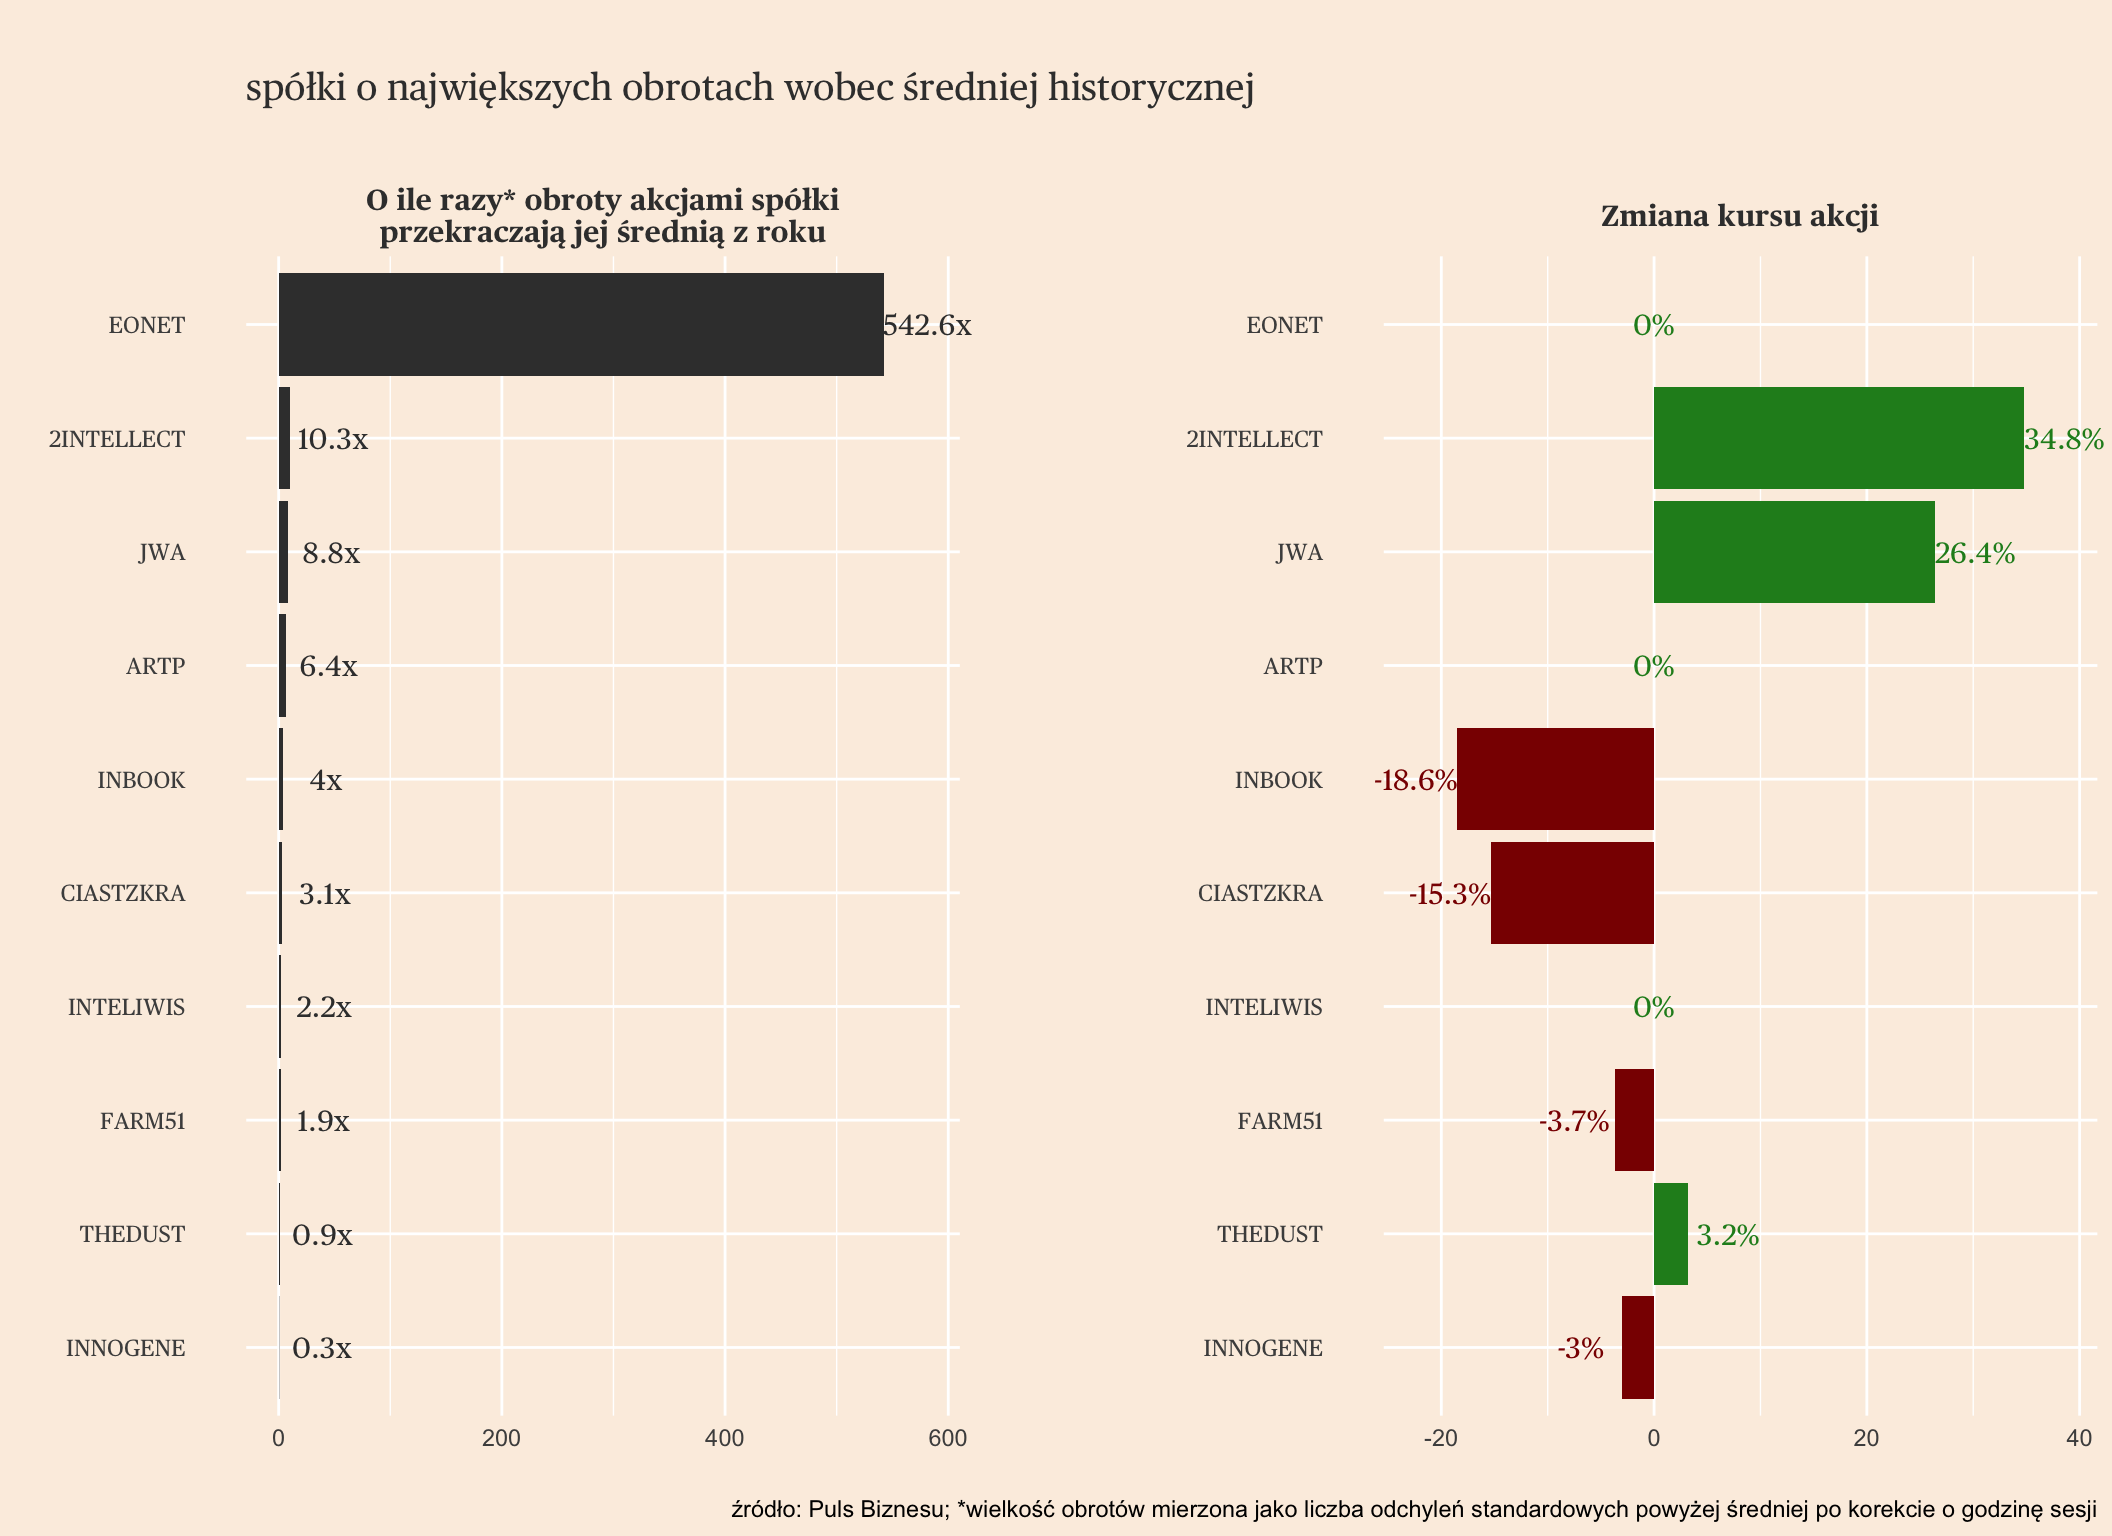 spółki o największych obrotach wobec średniej historycznej
O ile razy* obroty akcjami spółki
przekraczają jej średnią z roku
EONET 542.6x
2INTELLECT 10.3x
JWA 8.8x
ARTP 6.4x
INBOOK 4x
CIASTZKRA 3.1x
INTELIWIS 2.2x
FARM51 1.9x
THEDUST 0.9x
INNOGENE 0.3x
0 200 400 600
Zmiana kursu akcji
EONET 0%
2INTELLECT 34.8%
JWA 26.4%
ARTP 0%
INBOOK -18.6%
CIASTZKRA -15.3%
INTELIWIS 0%
FARM51 -3.7%
THEDUST 3.2%
INNOGENE -3%
-20 0 20 40
źródło: Puls Biznesu; *wielkość obrotów mierzona jako liczba odchyleń standardowych powyżej średniej po korekcie o godzinę sesji